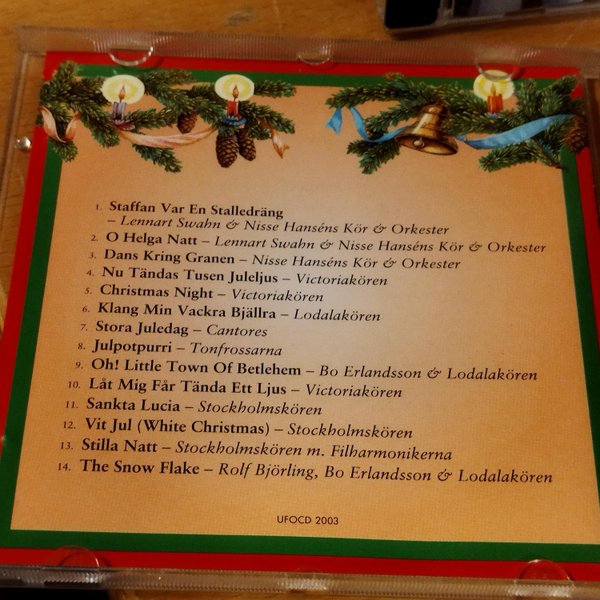 1. Staffan Var En Stalledräng
– Lennart Swahn & Nisse Hanséns Kör & Orkester
2. O Helga Natt – Lennart Swahn & Nisse Hanséns Kör & Orkester
3. Dans Kring Granen – Nisse Hanséns Kör & Orkester
4. Nu Tändas Tusen Juleljus – Victoriakören
5. Christmas Night – Victoriakören
6. Klang Min Vackra Bjällra – Lodalakören
7. Stora Juledag – Cantores
8. Julpotpurri – Tonfrossarna
9. Oh! Little Town Of Betlehem – Bo Erlandsson & Lodalakören
10. Låt Mig Får Tända Ett Ljus – Victoriakören
11. Sankta Lucia – Stockholmskören
12. Vit Jul (White Christmas) – Stockholmskören
13. Stilla Natt – Stockholmskören m. Filharmonikerna
14. The Snow Flake – Rolf Björling, Bo Erlandsson & Lodalakören
UFOCD 2003